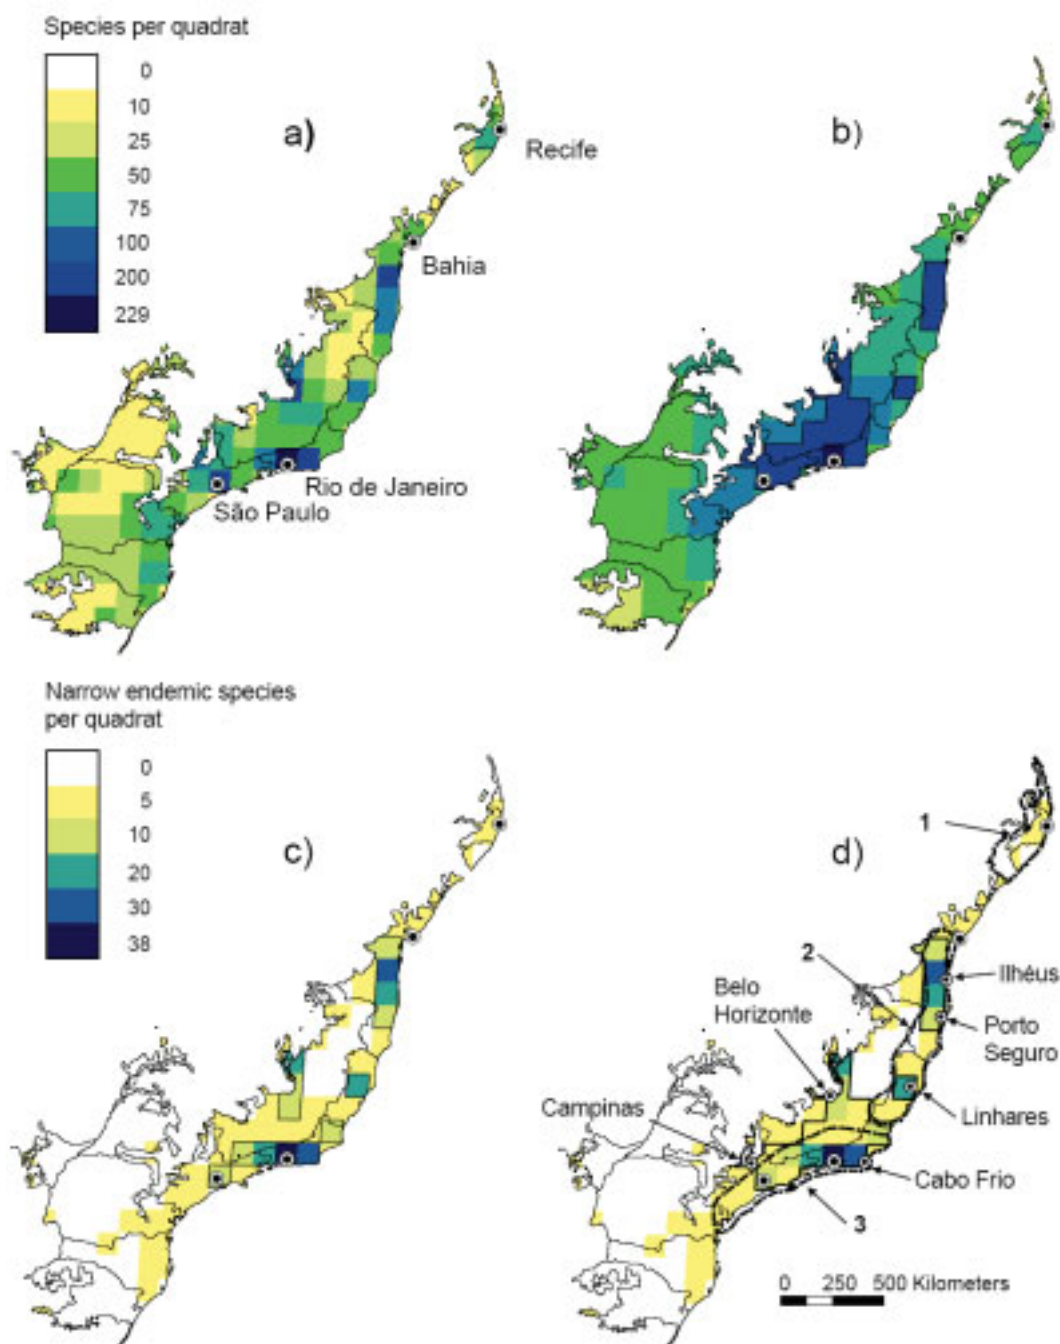 Species per quadrat
0
10
25
50
75
100
200
229
a)
Recife
Bahia
Rio de Janeiro
São Paulo
b)
Narrow endemic species
per quadrat
0
5
10
20
30
38
c)
d)
1
2
Ilhéus
Belo
Horizonte
Porto
Seguro
Campinas
Linhares
Cabo Frio
3
0 250 500 Kilometers